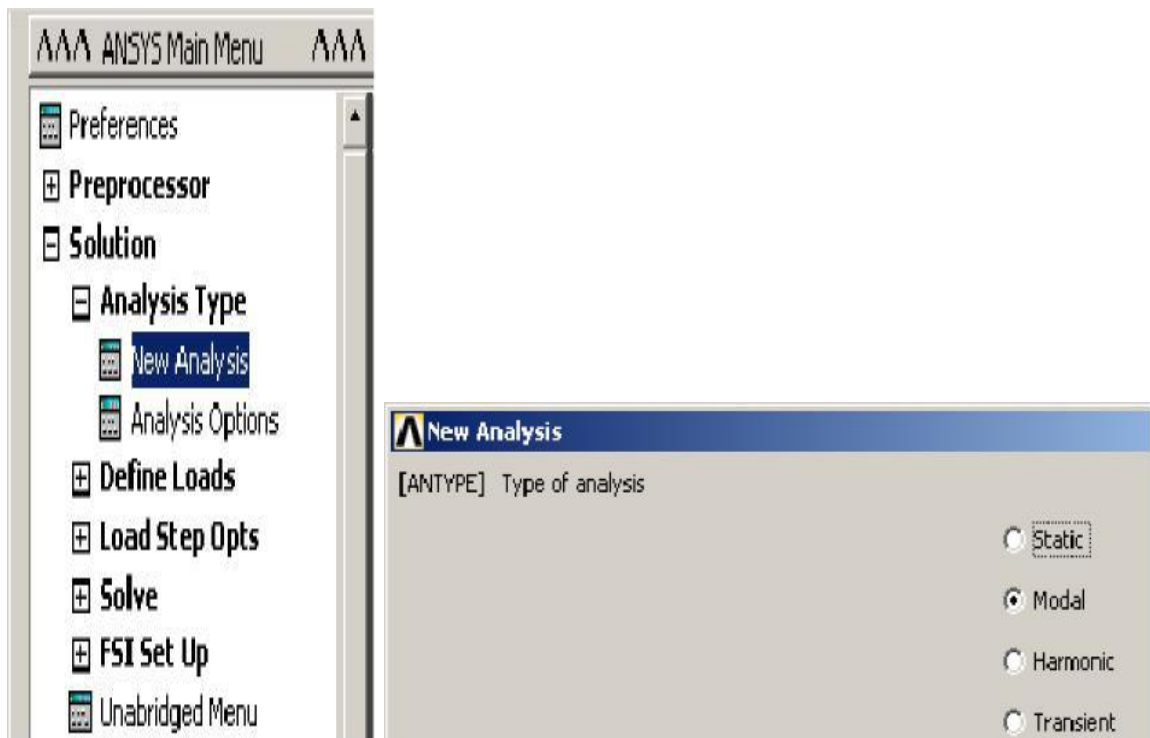 ANSYS Main Menu
Preferences
Preprocessor
Solution
Analysis Type
New Analysis
Analysis Options
Define Loads
Load Step Opts
Solve
FSI Set Up
Unabridged Menu
New Analysis
[ANTYPE] Type of analysis
Static
Modal
Harmonic
Transient